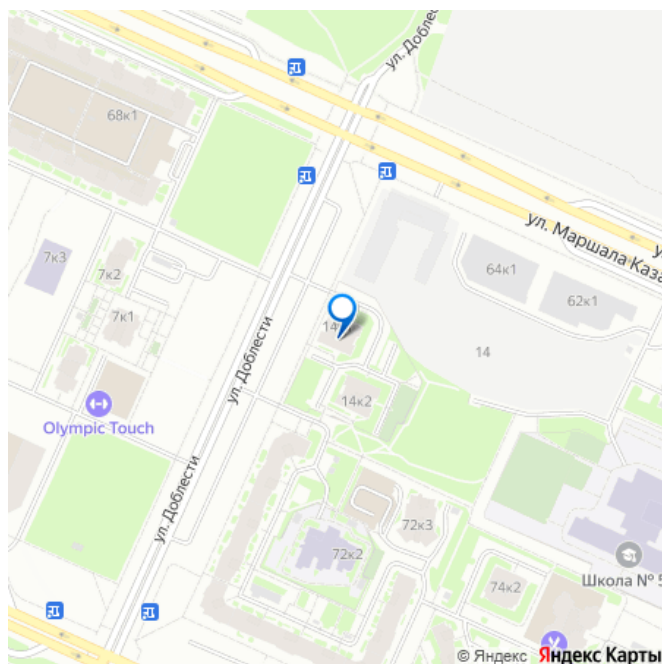 ул. Доблести
68к1
ул. Маршала Каза
7к3
7к2
7к1
64к1
62к1
14
ул. Доблести
14к2
Olympic Touch
ул. Доблести
72к3
72к2
74к2
Школа № 5
© Яндекс Яндекс Карты